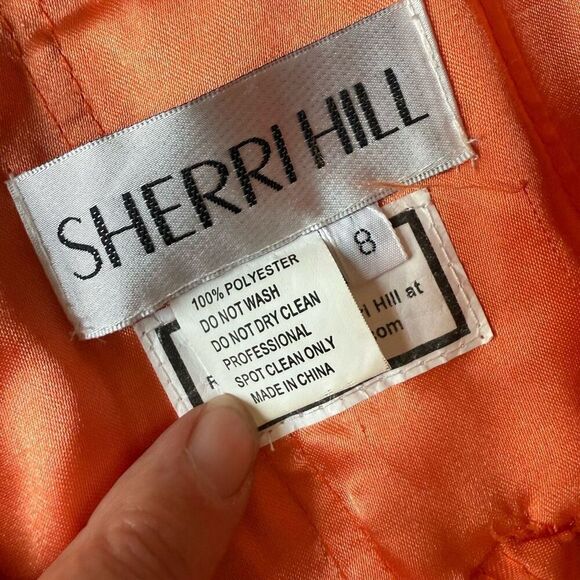 SHERRI HILL
8
100% POLYESTER
DO NOT WASH
DO NOT DRY CLEAN
PROFESSIONAL
SPOT CLEAN ONLY
MADE IN CHINA
Hill at
om